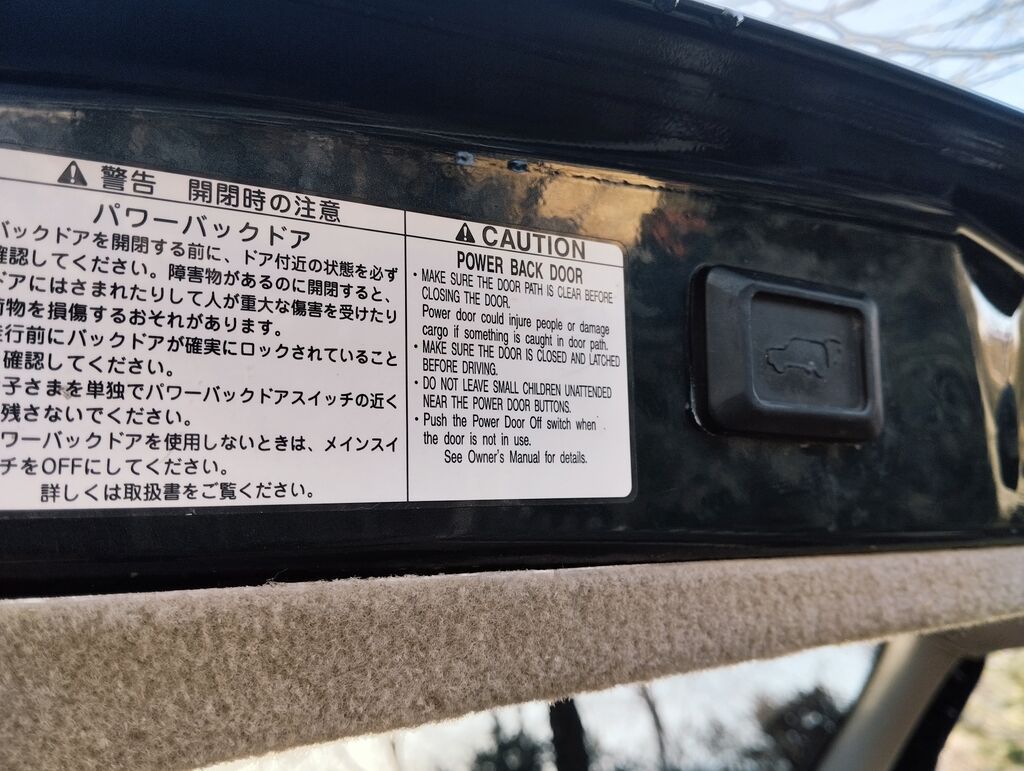 警告 開閉時の注意
パワーバックドア
バックドアを開閉する前に、ドア付近の状態を必ず
確認してください。障害物があるのに開閉すると、
ドアにはさまれたりして人が重大な傷害を受けたり
物を損傷するおそれがあります。
行前にバックドアが確実にロックされていること
確認してください。
子さまを単独でパワーバックドアスイッチの近く
残さないでください。
ワーバックドアを使用しないときは、メインスイ
チをOFFにしてください。
詳しくは取扱書をご覧ください。
CAUTION
POWER BACK DOOR
・MAKE SURE THE DOOR PATH IS CLEAR BEFORE
CLOSING THE DOOR.
Power door could injure people or damage
cargo if something is caught in door path.
・MAKE SURE THE DOOR IS CLOSED AND LATCHED
BEFORE DRIVING.
・DO NOT LEAVE SMALL CHILDREN UNATTENDED
NEAR THE POWER DOOR BUTTONS.
・Push the Power Door Off switch when
the door is not in use.
See Owner's Manual for details.